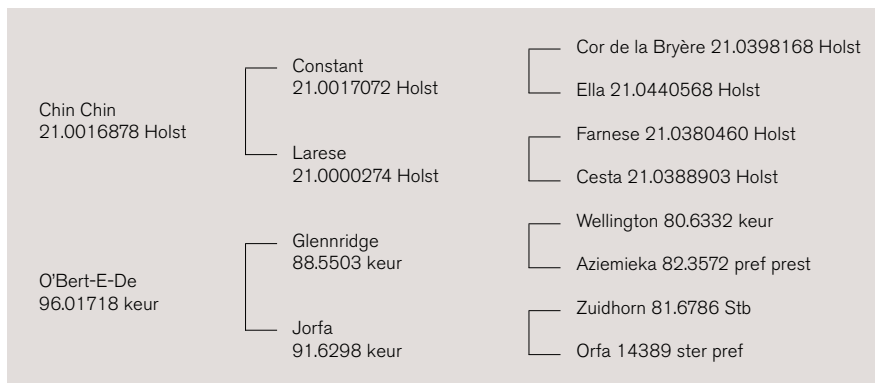 Chin Chin
21.0016878 Holst
Constant
21.0017072 Holst
Cor de la Bryère 21.0398168 Holst
Ella 21.0440568 Holst
Larese
21.0000274 Holst
Farnese 21.0380460 Holst
Cesta 21.0388903 Holst
O'Bert-E-De
96.01718 keur
Glennridge
88.5503 keur
Wellington 80.6332 keur
Aziemieka 82.3572 pref prest
Jorfa
91.6298 keur
Zuidhorn 81.6786 Stb
Orfa 14389 ster pref